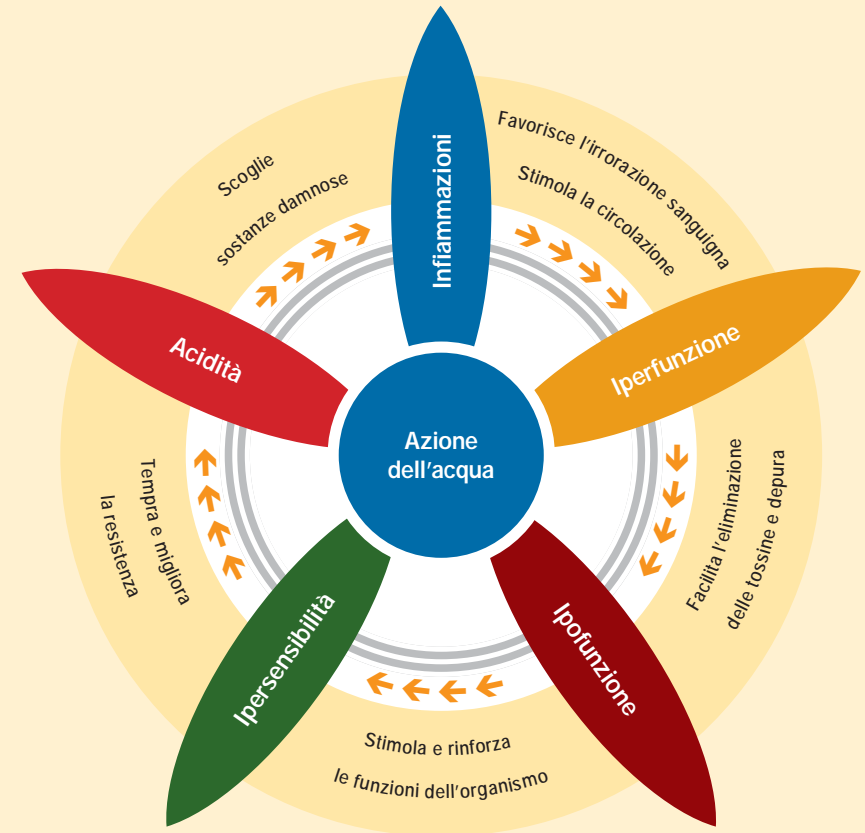 Azione
dell'acqua
Infiammazioni
Favorisce l'irrorazione sanguigna
Stimola la circolazione
Iperfunzione
Facilita l'eliminazione
delle tossine e depura
Ipofunzione
Stimola e rinforza
le funzioni dell'organismo
Ipersensibilità
Tempra e migliora
la resistenza
Acidità
Scoglie
sostanze damnose